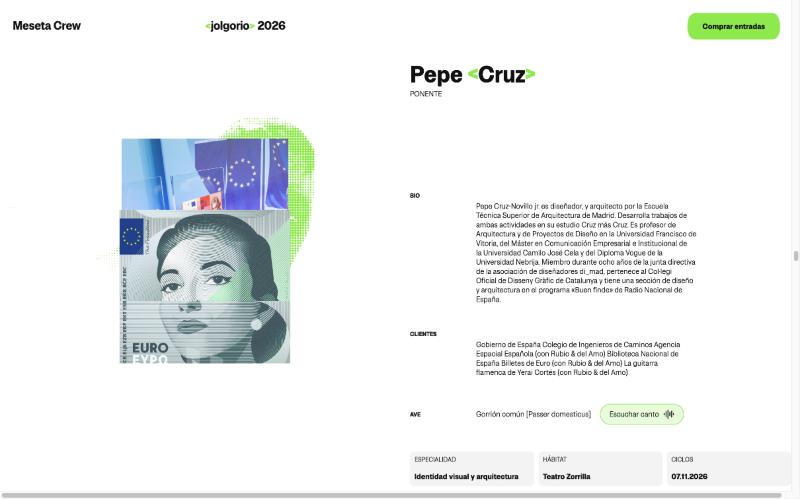 Meseta Crew
<jolgorio> 2026
Comprar entradas
Pepe <Cruz>
PONENTE
EURO
EXPO
BIO
Pepe Cruz-Novillo jr. es diseñador, y arquitecto por la Escuela
Técnica Superior de Arquitectura de Madrid. Desarrolla trabajos de
ambas actividades en su estudio Cruz más Cruz. Es profesor de
Arquitectura y de Proyectos de Diseño en la Universidad Francisco de
Vitoria, del Máster en Comunicación Empresarial e Institucional de
la Universidad Camilo José Cela y del Diploma Vogue de la
Universidad Nebrija. Miembro durante ocho años de la junta directiva
de la asociación de diseñadores di_mad, pertenece al Col·legi
Oficial de Disseny Gràfic de Catalunya y tiene una sección de diseño
y arquitectura en el programa «Buen finde» de Radio Nacional de
España.
CLIENTES
Gobierno de España Colegio de Ingenieros de Caminos Agencia
Espacial Española (con Rubio & del Amo) Biblioteca Nacional de
España Billetes de Euro (con Rubio & del Amo) La guitarra
flamenca de Yerai Cortés (con Rubio & del Amo)
AVE
Gorrión común [Passer domesticus]
Escuchar canto
ESPECIALIDAD
Identidad visual y arquitectura
HÁBITAT
Teatro Zorrilla
CICLOS
07.11.2026